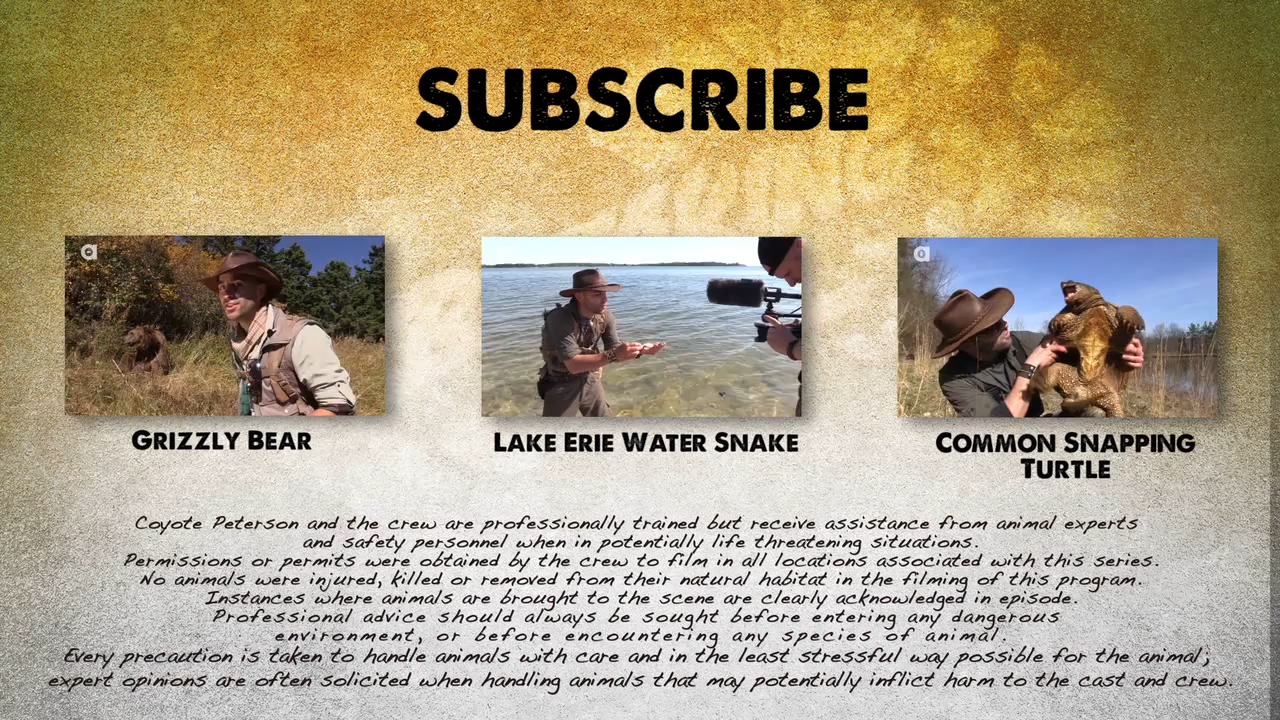 SUBSCRIBE
a
a
GRIZZLY BEAR
LAKE ERIE WATER SNAKE
COMMON SNAPPING
TURTLE
Coyote Peterson and the crew are professionally trained but receive assistance from animal experts
and safety personnel when in potentially life threatening situations.
Permissions or permits were obtained by the crew to film in all locations associated with this series.
No animals were injured, killed or removed from their natural habitat in the filming of this program.
Instances where animals are brought to the scene are clearly acknowledged in episode.
Professional advice should always be sought before entering any dangerous
environment, or before encountering any species of animal.
Every precaution is taken to handle animals with care and in the least stressful way possible for the animal;
expert opinions are often solicited when handling animals that may potentially inflict harm to the cast and crew.